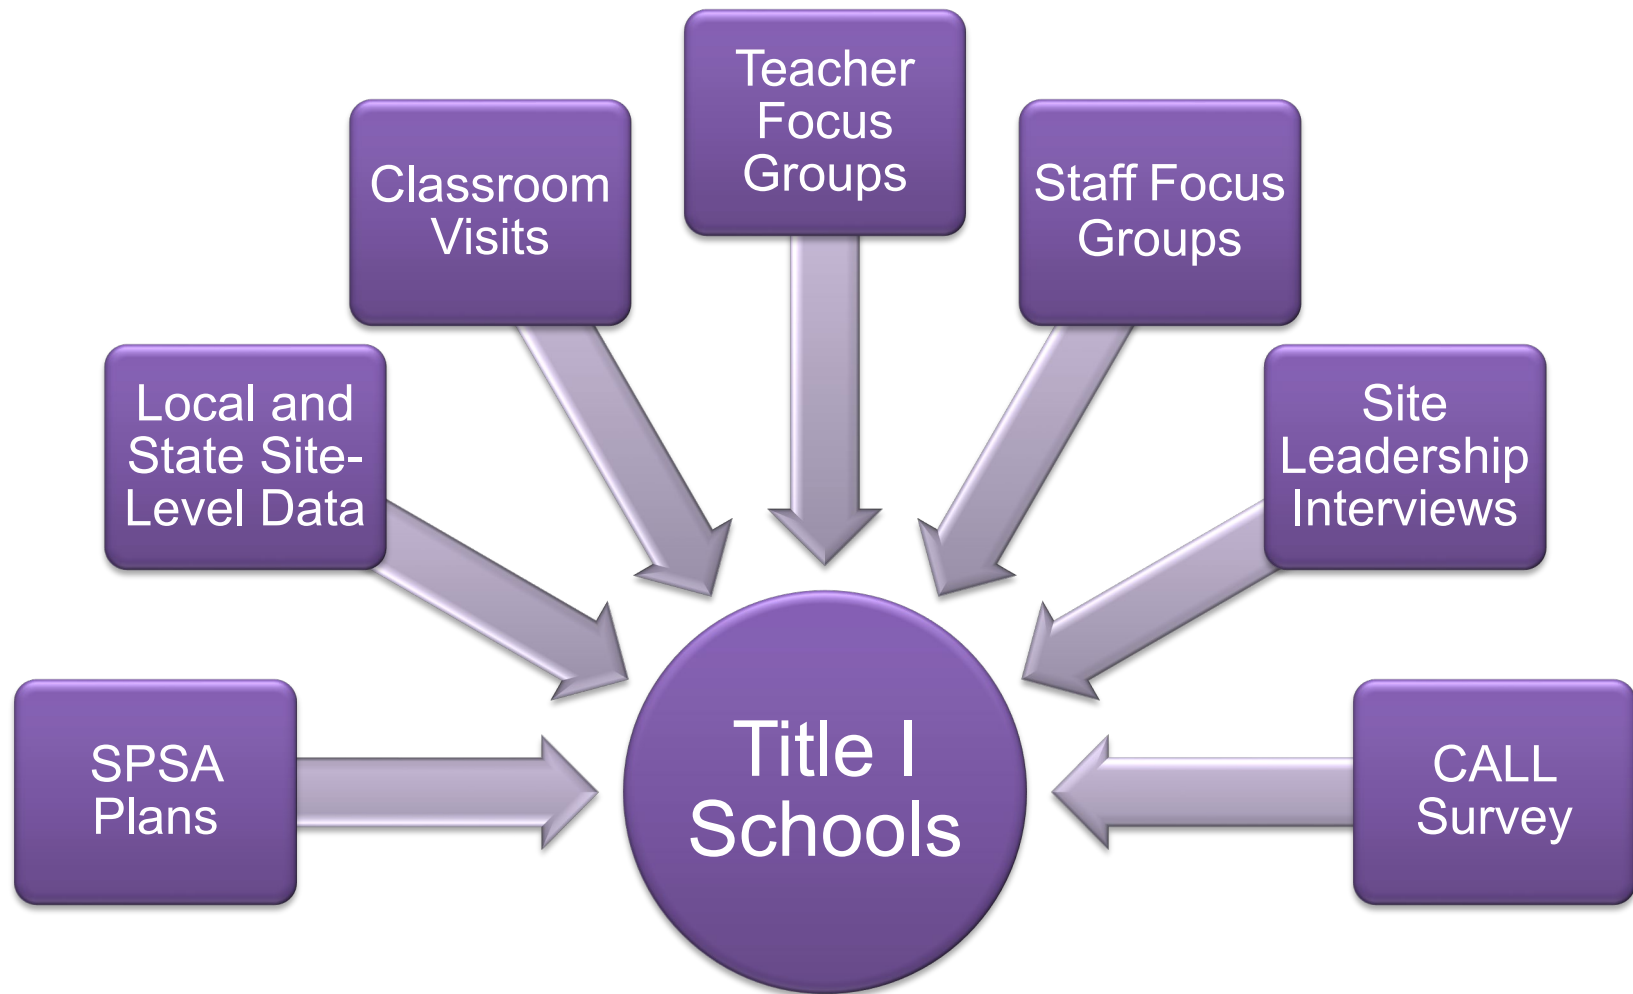 Teacher
Focus
Groups
Classroom
Visits
Staff Focus
Groups
Local and
State Site-
Level Data
Site
Leadership
Interviews
SPSA
Plans
Title I
Schools
CALL
Survey